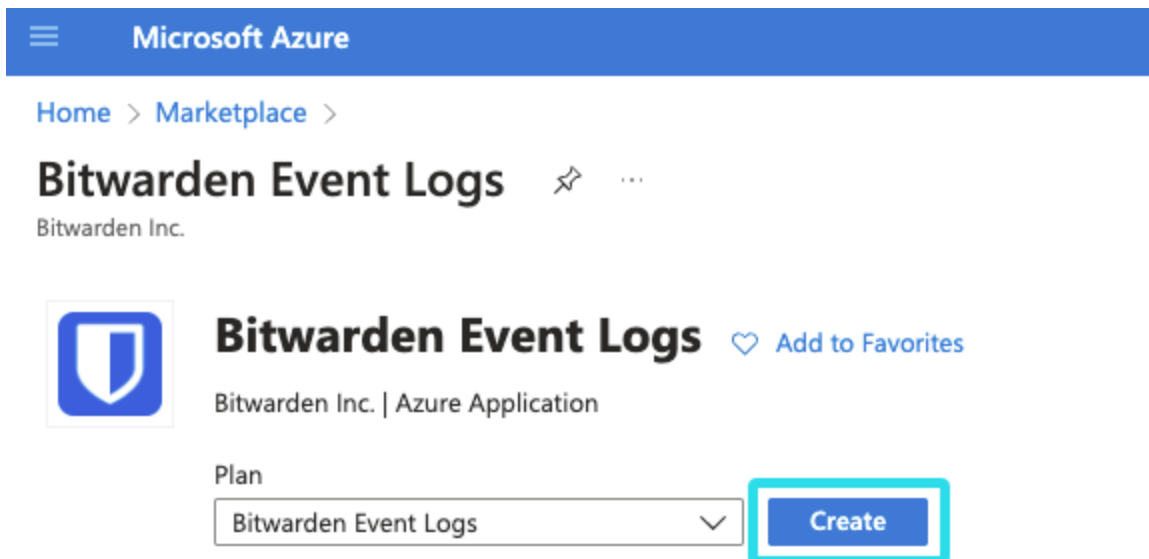 Microsoft Azure
Home > Marketplace >
Bitwarden Event Logs ...
Bitwarden Inc.
Bitwarden Event Logs Add to Favorites
Bitwarden Inc. | Azure Application
Plan
Bitwarden Event Logs Create